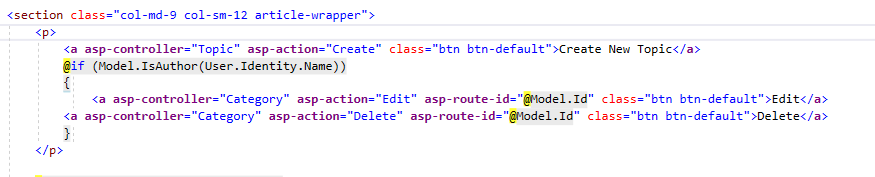 <section class="col-md-9 col-sm-12 article-wrapper">
<p>
<a asp-controller="Topic" asp-action="Create" class="btn btn-default">Create New Topic</a>
@if (Model.IsAuthor(User.Identity.Name))
{
<a asp-controller="Category" asp-action="Edit" asp-route-id="@Model.Id" class="btn btn-default">Edit</a>
<a asp-controller="Category" asp-action="Delete" asp-route-id="@Model.Id" class="btn btn-default">Delete</a>
}
</p>